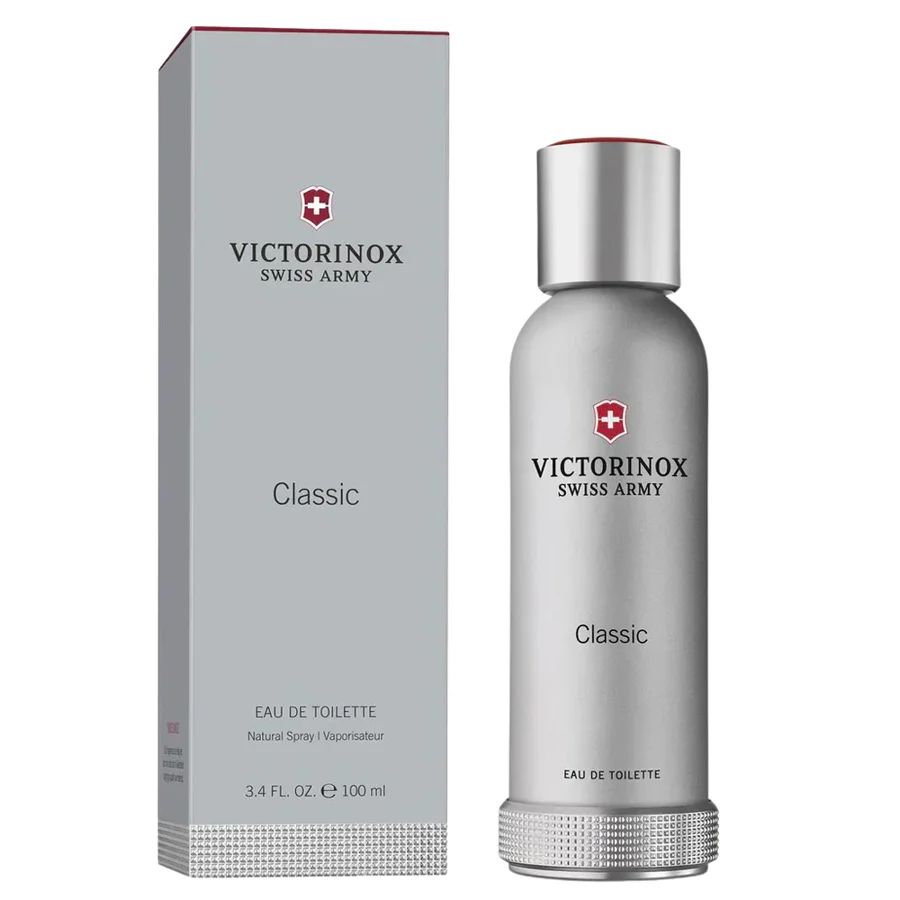 VICTORINOX
SWISS ARMY
Classic
EAU DE TOILETTE
Natural Spray | Vaporisateur
3.4 FL. OZ. ℮ 100 ml
VICTORINOX
SWISS ARMY
Classic
EAU DE TOILETTE